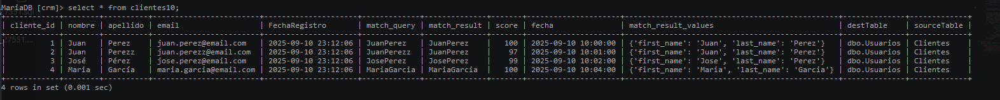 MariaDB [crm]> select * from clientes10;
| cliente_id | nombre | apellido | email | FechaRegistro | match_query | match_result | score | fecha | match_result_values | destTable | sourceTable |
| 1 | Juan | Perez | juan.perez@email.com | 2025-09-10 23:12:06 | JuanPerez | JuanPerez | 100 | 2025-09-10 10:00:00 | {'first_name': 'Juan', 'last_name': 'Perez'} | dbo.Usuarios | Clientes |
| 2 | Juan | Perezz | juan.perezz@email.com | 2025-09-10 23:12:06 | JuanPerezz | JuanPerez | 97 | 2025-09-10 10:01:00 | {'first_name': 'Juan', 'last_name': 'Perez'} | dbo.Usuarios | Clientes |
| 3 | José | Pérez | jose.perez@email.com | 2025-09-10 23:12:06 | JosePerez | JosePerez | 99 | 2025-09-10 10:02:00 | {'first_name': 'Jose', 'last_name': 'Perez'} | dbo.Usuarios | Clientes |
| 4 | Maria | García | maria.garcia@email.com | 2025-09-10 23:12:06 | MariaGarcia | MariaGarcia | 100 | 2025-09-10 10:04:00 | {'first_name': 'Maria', 'last_name': 'Garcia'} | dbo.Usuarios | Clientes |
4 rows in set (0.001 sec)